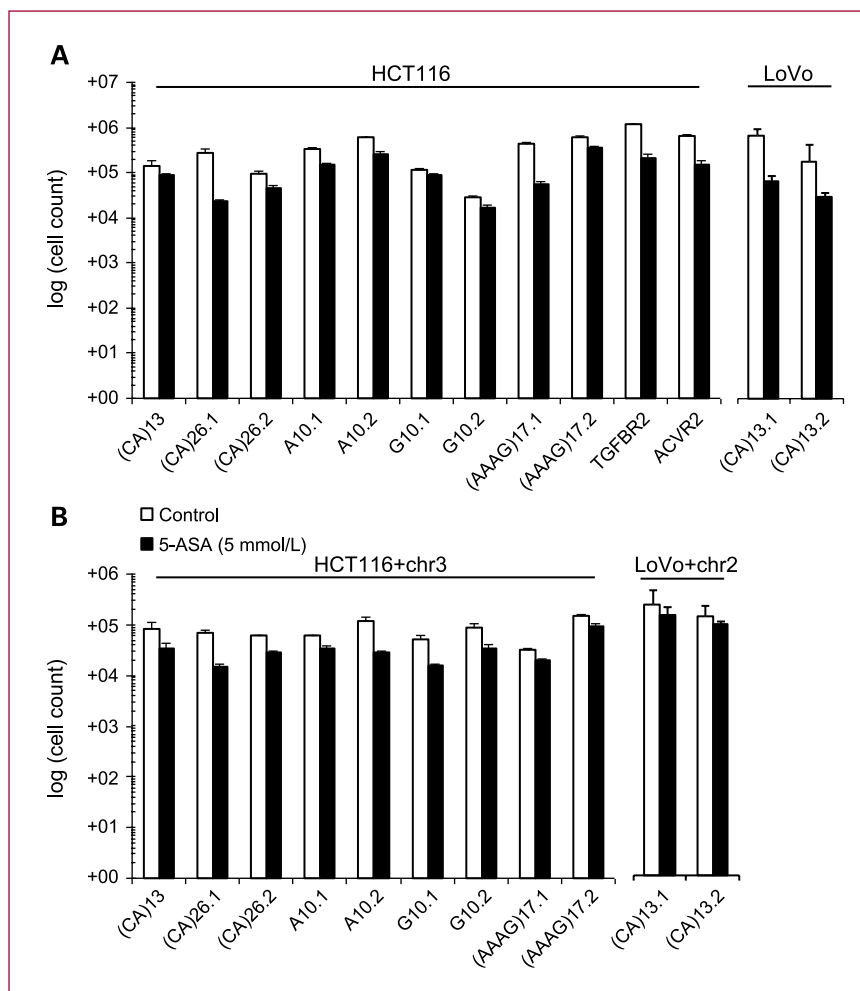 A
HCT116
LoVo
log (cell count)
+07
+06
+05
+04
+03
+02
+01
+00
(CA)13
(CA)26.1
(CA)26.2
A10.1
A10.2
G10.1
G10.2
(AAAG)17.1
(AAAG)17.2
TGFBR2
ACVR2
(CA)13.1
(CA)13.2
B
Control
5-ASA (5 mmol/L)
HCT116+chr3
LoVo+chr2
log (cell count)
+06
+05
+04
+03
+02
+01
+00
(CA)13
(CA)26.1
(CA)26.2
A10.1
A10.2
G10.1
G10.2
(AAAG)17.1
(AAAG)17.2
(CA)13.1
(CA)13.2